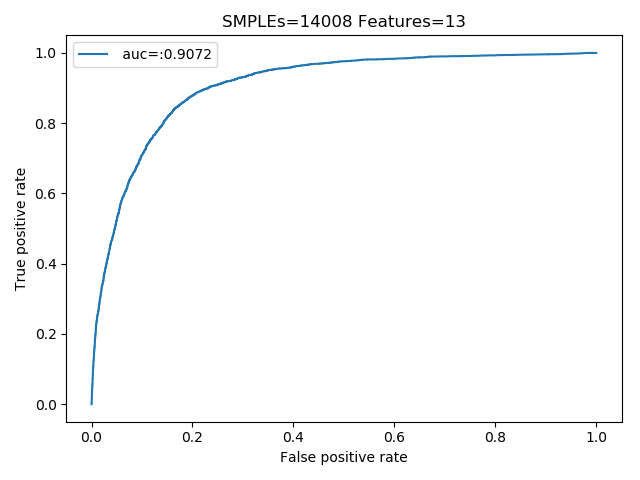 SMPLEs=14008 Features=13
auc=:0.9072
True positive rate
1.0
0.8
0.6
0.4
0.2
0.0
0.0 0.2 0.4 0.6 0.8 1.0
False positive rate